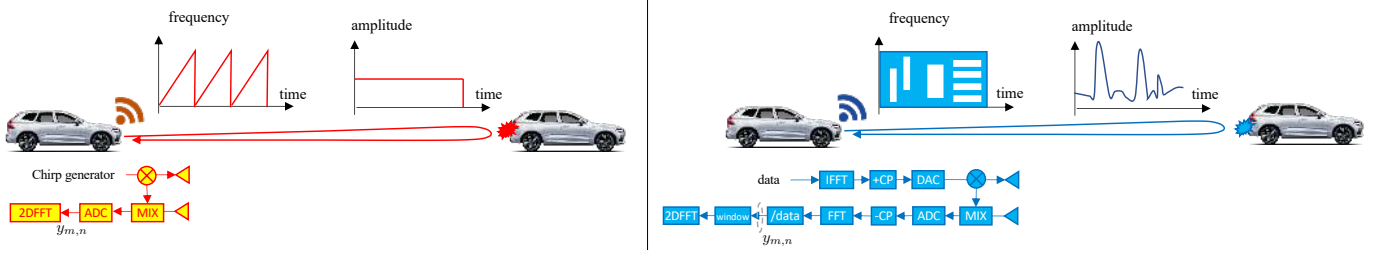 frequency
amplitude
time
time
Chirp generator
2DFFT
ADC
MIX
y_{m,n}
frequency
amplitude
time
time
data
IFFT
+CP
DAC
2DFFT
window
/data
FFT
-CP
ADC
MIX
y_{m,n}